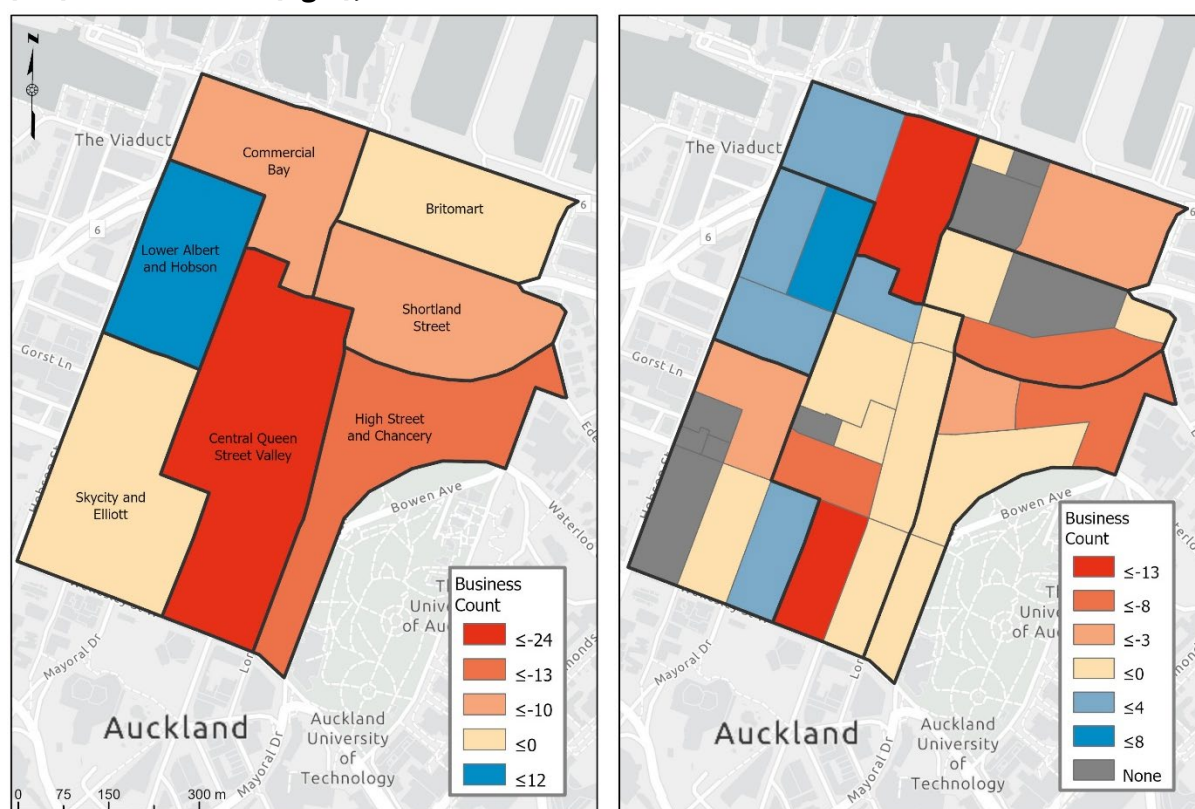 N
The Viaduct
Commercial
Bay
6
Britomart
6
Lower Albert
and Hobson
Shortland
Street
Gorst Ln
High Street
and Chancery
Central Queen
Street Valley
Skycity and
Elliott
Bowen Ave
Waterloo
Mayoral Dr
Auckland
Mayoral Dr
Auckland
University
of
Technology
Business
Count
≤-24
≤-13
≤-10
≤0
≤12
0 75 150 300 m
The Viaduct
6
6
Gorst Ln
Bowen Ave
Mayoral Dr
Auckland
Mayoral Dr
Auckland
University
of
Technology
University
of
Business
Count
≤-13
≤-8
≤-3
≤0
≤4
≤8
None